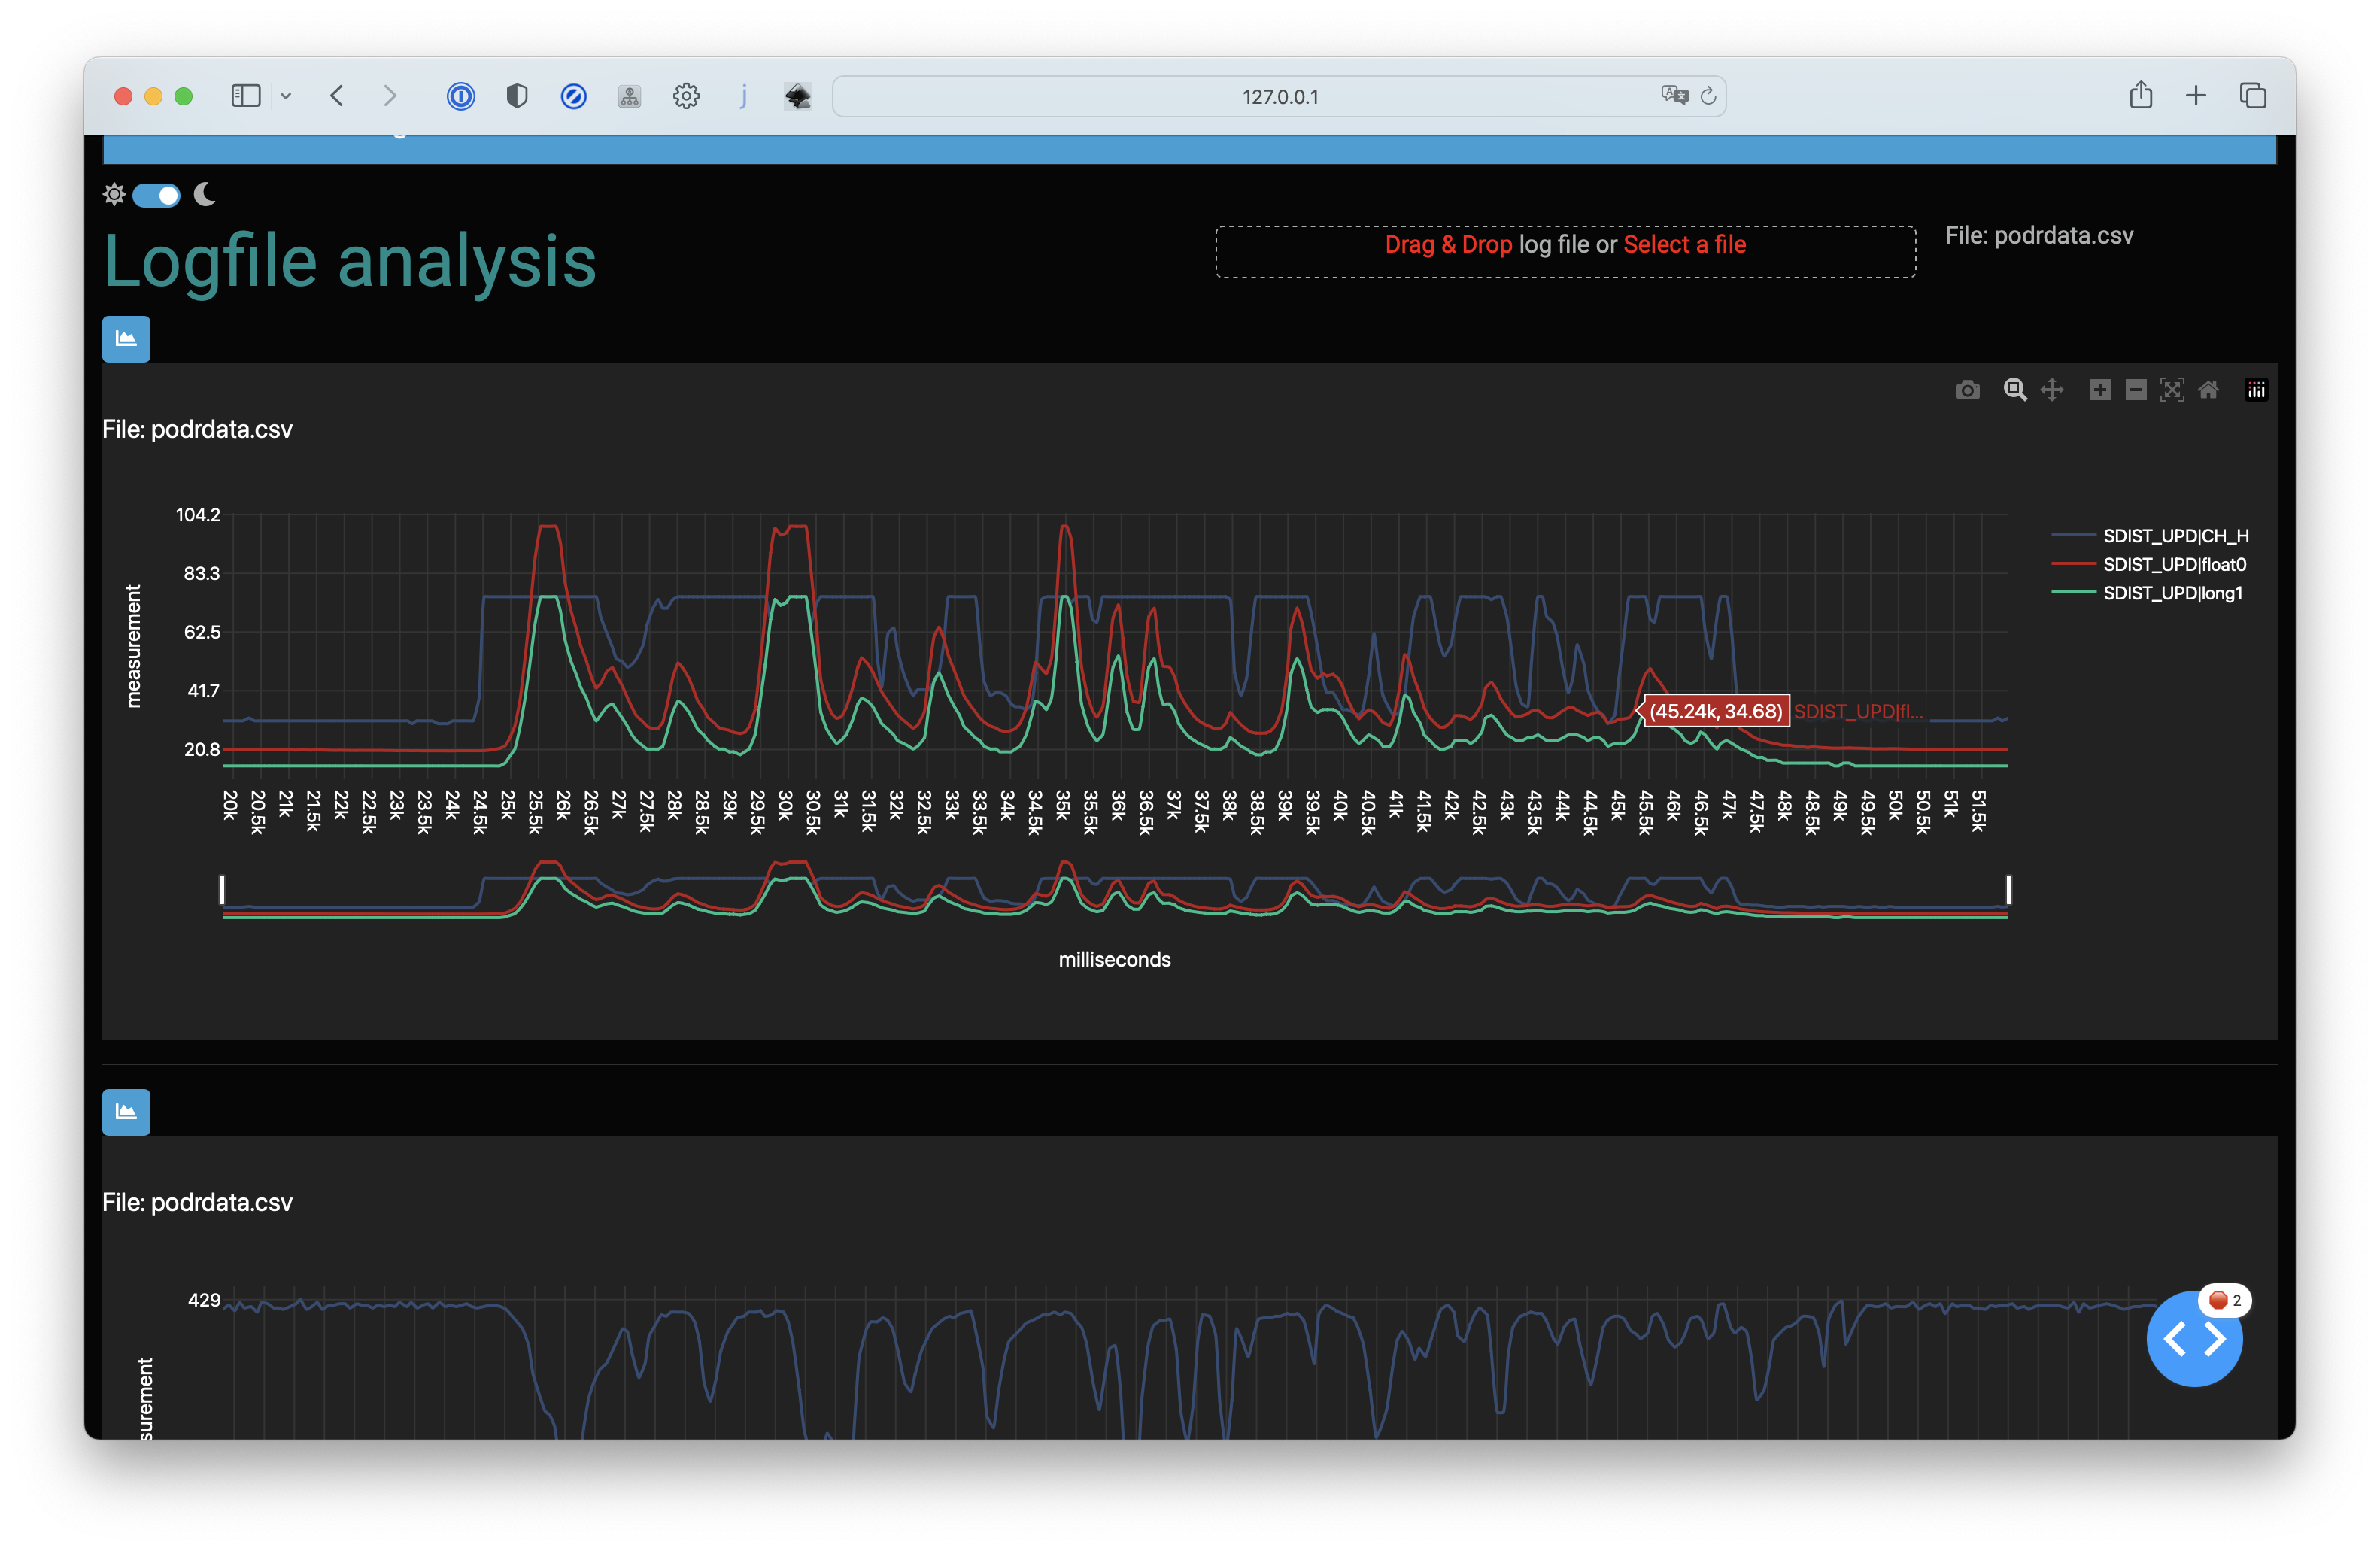 127.0.0.1
Logfile analysis
Drag & Drop log file or Select a file
File: podrdata.csv
File: podrdata.csv
104.2
83.3
62.5
41.7
20.8
measurement
SDIST_UPD|CH_H
SDIST_UPD|float0
SDIST_UPD|long1
(45.24k, 34.68) SDIST_UPD|fl...
20k 20.5k 21k 21.5k 22k 22.5k 23k 23.5k 24k 24.5k 25k 25.5k 26k 26.5k 27k 27.5k 28k 28.5k 29k 29.5k 30k 30.5k 31k 31.5k 32k 32.5k 33k 33.5k 34k 34.5k 35k 35.5k 36k 36.5k 37k 37.5k 38k 38.5k 39k 39.5k 40k 40.5k 41k 41.5k 42k 42.5k 43k 43.5k 44k 44.5k 45k 45.5k 46k 46.5k 47k 47.5k 48k 48.5k 49k 49.5k 50k 50.5k 51k 51.5k
milliseconds
File: podrdata.csv
429
surement
2